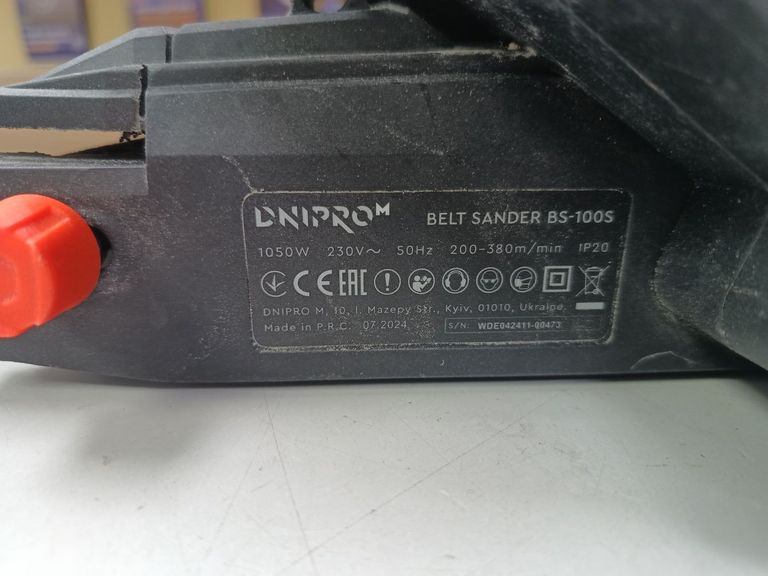 DNIPRO M
BELT SANDER BS-100S
1050W 230V~ 50Hz 200-380m/min IP20
CE EAC
DNIPRO M, 10, I. Mazepy Str., Kyiv, 01010, Ukraine.
Made in P.R.C. 07.2024
S/N: WDE042411-00473